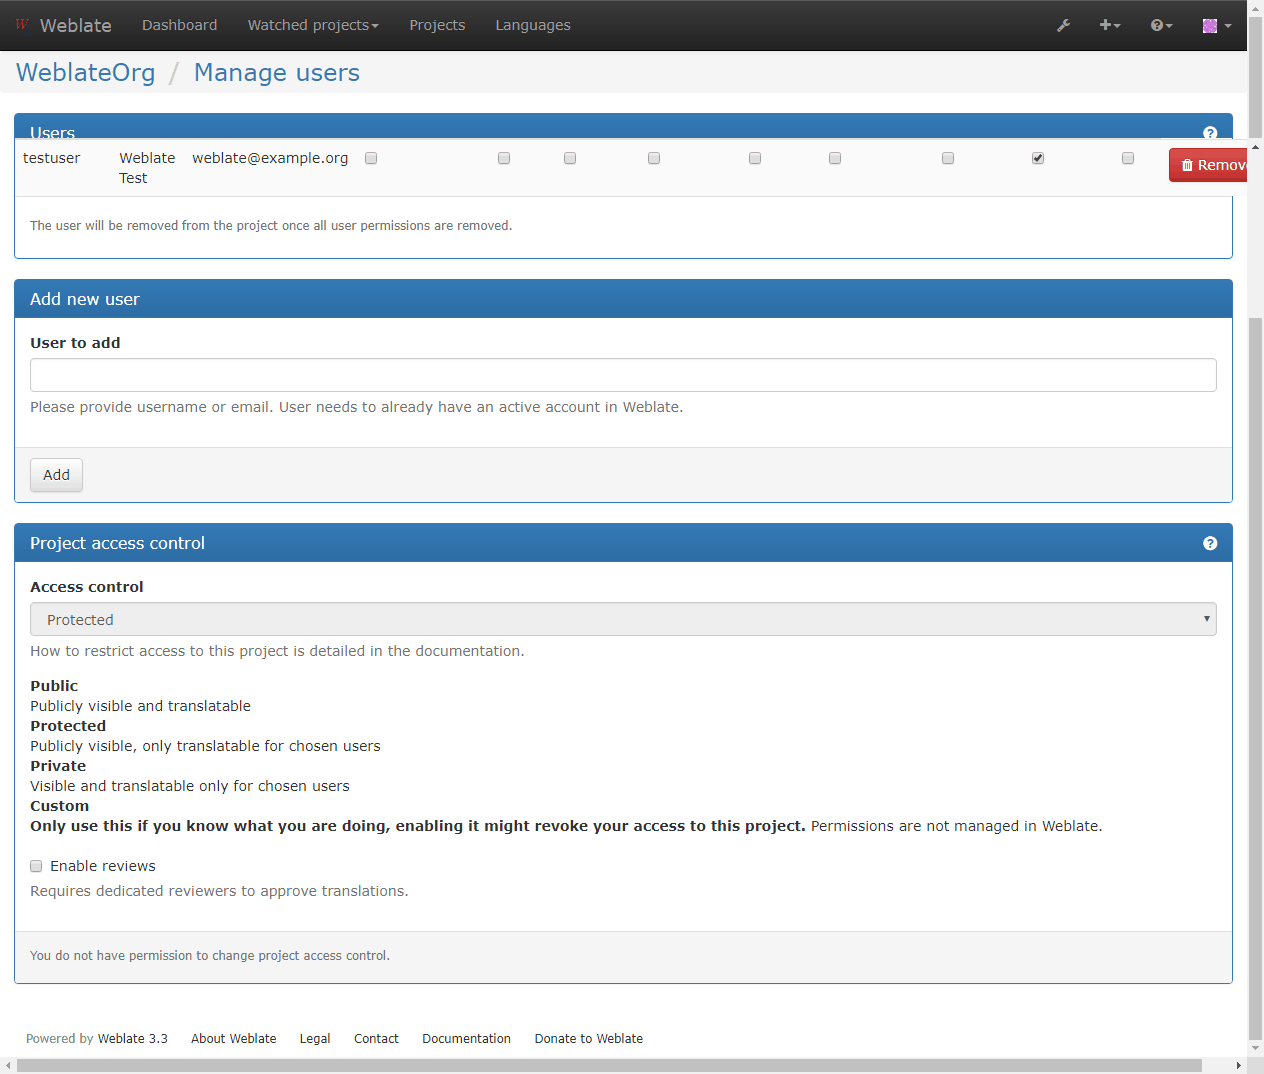 Weblate Dashboard Watched projects Projects Languages
WeblateOrg / Manage users
Users
testuser Weblate Test weblate@example.org Remove
The user will be removed from the project once all user permissions are removed.
Add new user
User to add
Please provide username or email. User needs to already have an active account in Weblate.
Add
Project access control
Access control
Protected
How to restrict access to this project is detailed in the documentation.
Public
Publicly visible and translatable
Protected
Publicly visible, only translatable for chosen users
Private
Visible and translatable only for chosen users
Custom
Only use this if you know what you are doing, enabling it might revoke your access to this project. Permissions are not managed in Weblate.
Enable reviews
Requires dedicated reviewers to approve translations.
You do not have permission to change project access control.
Powered by Weblate 3.3 About Weblate Legal Contact Documentation Donate to Weblate